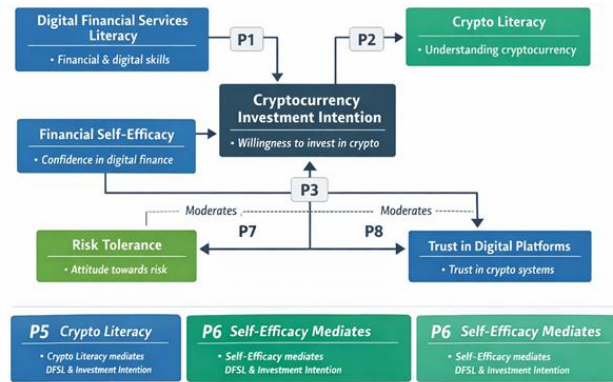 Digital Financial Services
Literacy
• Financial & digital skills
P1
P2
Crypto Literacy
• Understanding cryptocurrency
Cryptocurrency
Investment Intention
• Willingness to invest in crypto
Financial Self-Efficacy
• Confidence in digital finance
P3
Moderates
Moderates
P7
P8
Risk Tolerance
• Attitude towards risk
Trust in Digital Platforms
• Trust in crypto systems
P5 Crypto Literacy
• Crypto Literacy mediates
DFSL & Investment Intention
P6 Self-Efficacy Mediates
• Self-Efficacy mediates
DFSL & Investment Intention
P6 Self-Efficacy Mediates
• Self-Efficacy mediates
DFSL & Investment Intention